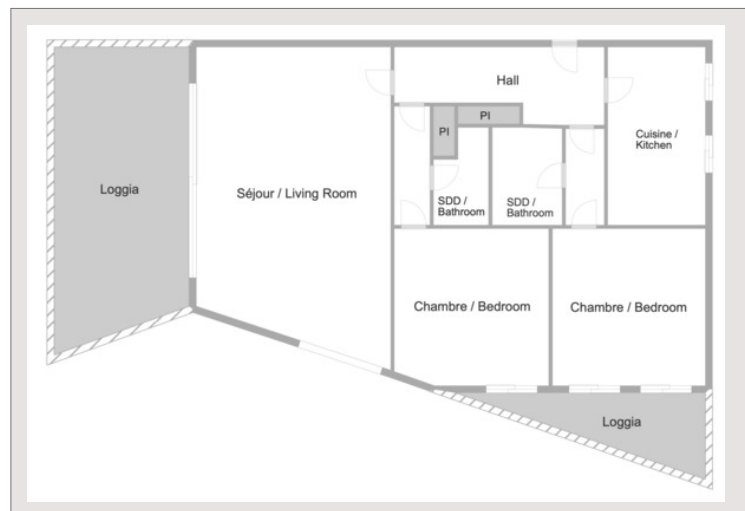 Hall
PI
PI
Cuisine /
Kitchen
Loggia
Séjour / Living Room
SDD /
Bathroom
SDD /
Bathroom
Chambre / Bedroom
Chambre / Bedroom
Loggia